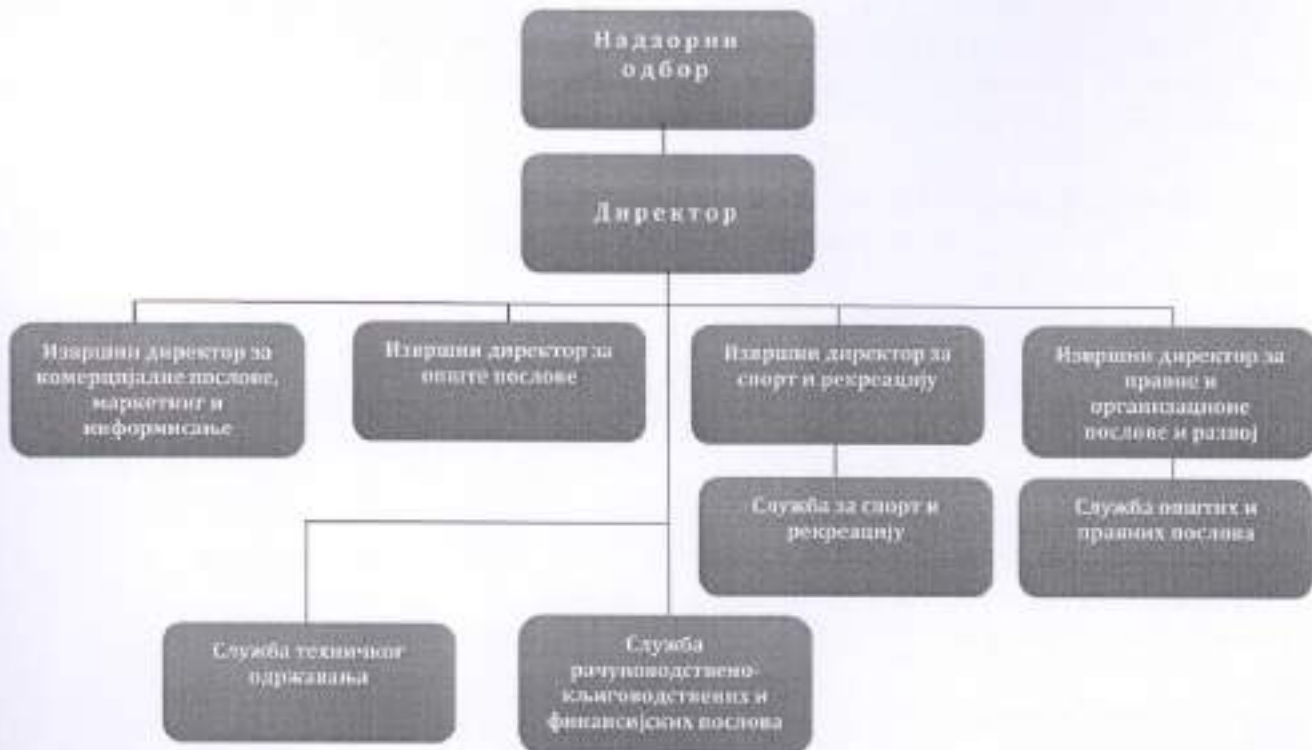 Надзорни
одбор
Директор
Извршни директор за
комерцијалне послове,
маркетинг и
информисање
Извршни директор за
опште послове
Извршни директор за
спорт и рекреацију
Извршни директор за
правне и
организационе
послове и развој
Служба за спорт и
рекреацију
Служба општих и
правних послова
Служба техничког
одржавања
Служба
рачуноводствено-
књиговодствених и
финансијских послова